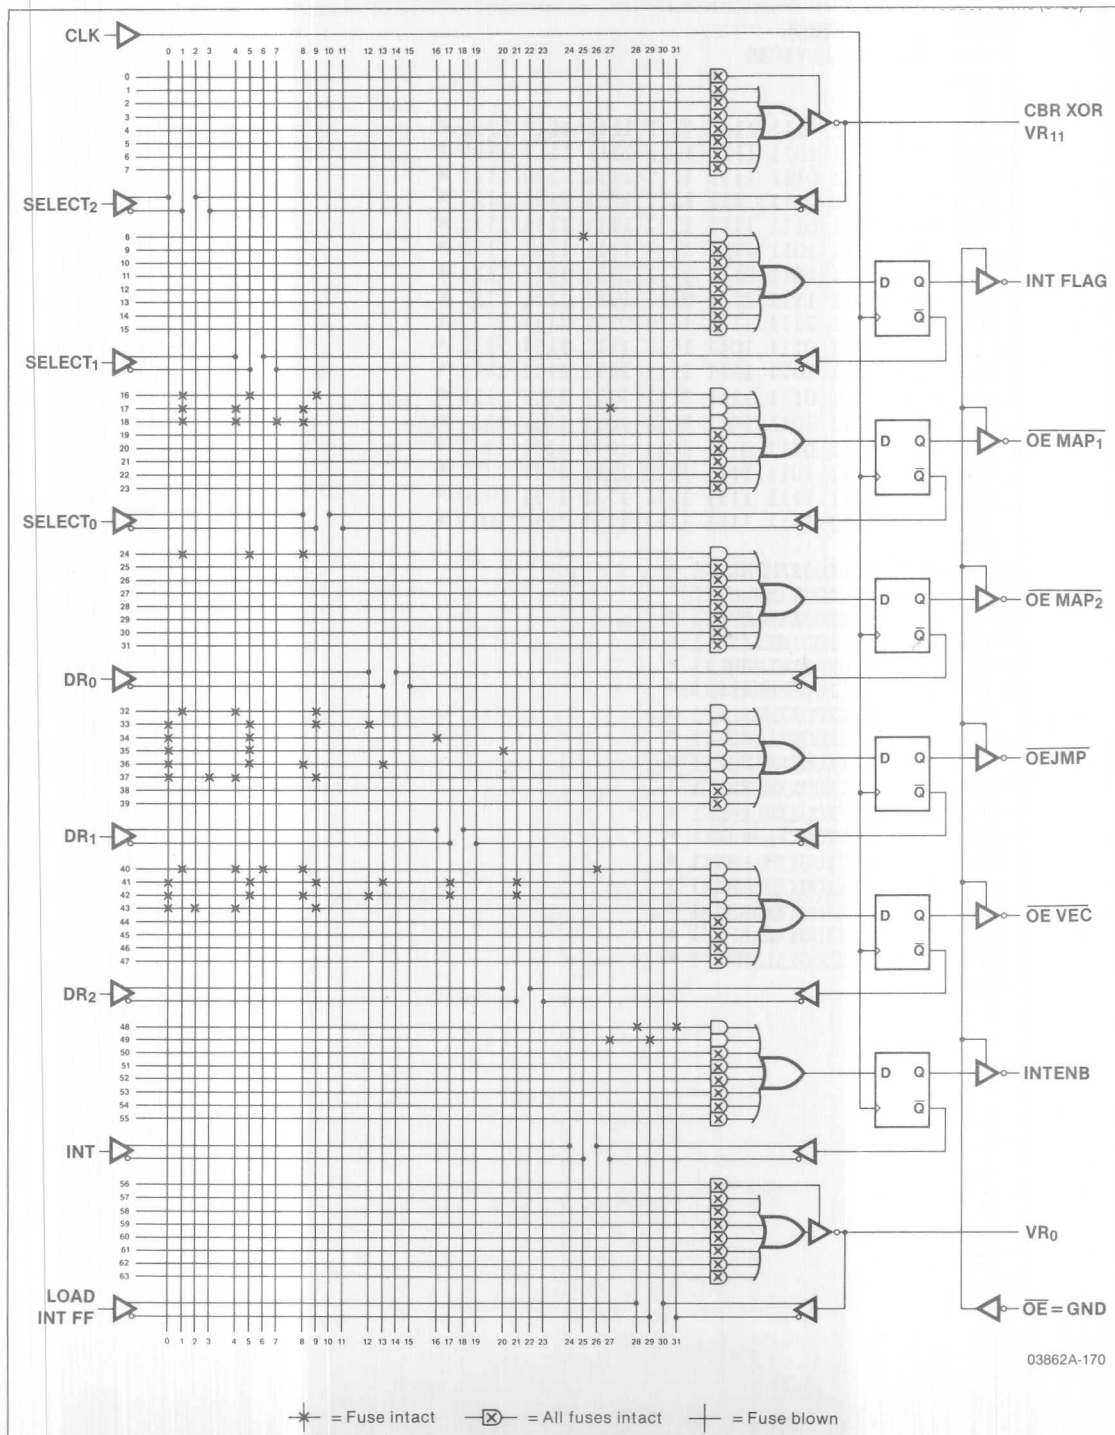 CLK
0 1 2 3 4 5 6 7 8 9 10 11 12 13 14 15 16 17 18 19 20 21 22 23 24 25 26 27 28 29 30 31
0
1
2
3
4
5
6
7
CBR XOR
VR11
SELECT2
8
9
10
11
12
13
14
15
D Q
Q̅
INT FLAG
SELECT1
16
17
18
19
20
21
22
23
D Q
Q̅
OE MAP1
SELECT0
24
25
26
27
28
29
30
31
D Q
Q̅
OE MAP2
DR0
32
33
34
35
36
37
38
39
D Q
Q̅
OEJMP
DR1
40
41
42
43
44
45
46
47
D Q
Q̅
OE VEC
DR2
48
49
50
51
52
53
54
55
D Q
Q̅
INTENB
INT
56
57
58
59
60
61
62
63
VR0
LOAD
INT FF
OE = GND
0 1 2 3 4 5 6 7 8 9 10 11 12 13 14 15 16 17 18 19 20 21 22 23 24 25 26 27 28 29 30 31
03862A-170
= Fuse intact = All fuses intact = Fuse blown